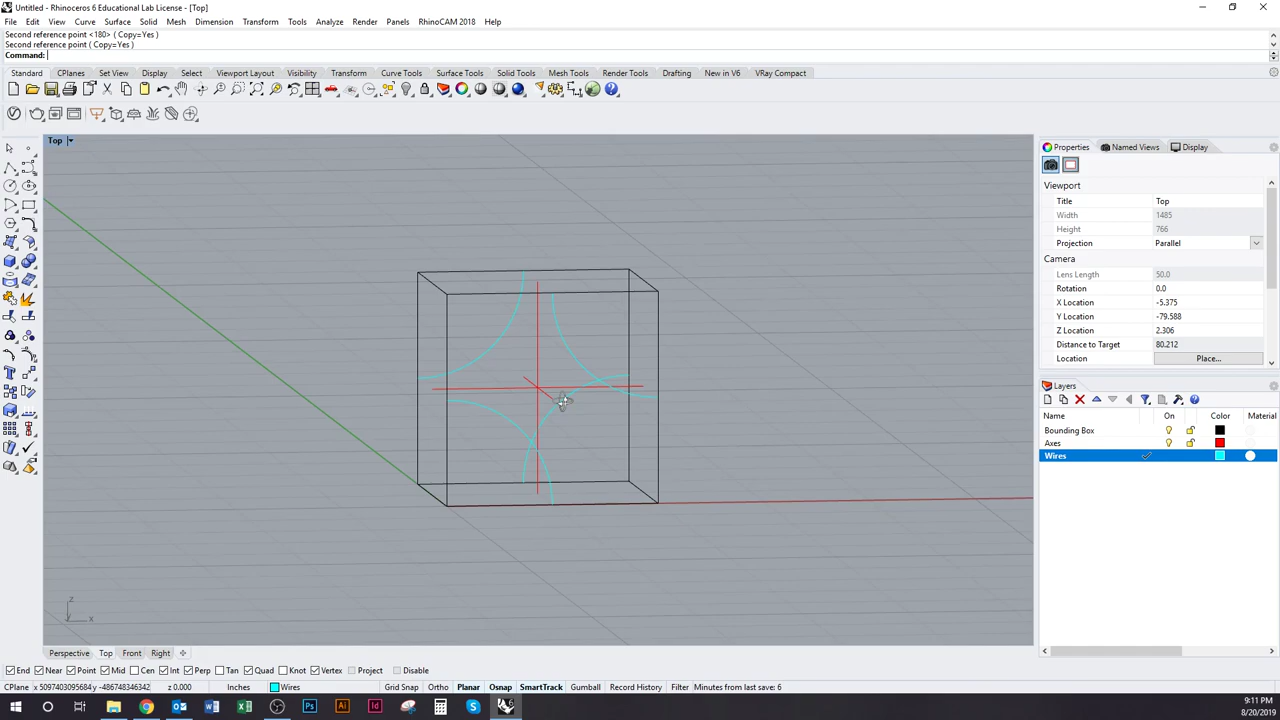 Untitled - Rhinoceros 6 Educational Lab License - [Top]
File Edit View Curve Surface Solid Mesh Dimension Transform Tools Analyze Render Panels RhinoCAM 2018 Help
Second reference point <180> ( Copy=Yes )
Second reference point ( Copy=Yes )
Command:
Standard CPlanes Set View Display Select Viewport Layout Visibility Transform Curve Tools Surface Tools Solid Tools Mesh Tools Render Tools Drafting New in V6 VRay Compact
Top
Properties Named Views Display
Viewport
Title Top
Width 1485
Height 766
Projection Parallel
Camera
Lens Length 50.0
Rotation 0.0
X Location -5.375
Y Location -79.588
Z Location 2.306
Distance to Target 80.212
Location Place...
Layers
Name On Color Material
Bounding Box
Axes
Wires
z
x
Perspective Top Front Right
End Near Point Mid Cen Int Perp Tan Quad Knot Vertex Project Disable
CPlane x 5097403095684 y -486748346342 z 0.000 Inches Wires Grid Snap Ortho Planar Osnap SmartTrack Gumball Record History Filter Minutes from last save: 6
Ps Ai Id
9:11 PM
8/20/2019